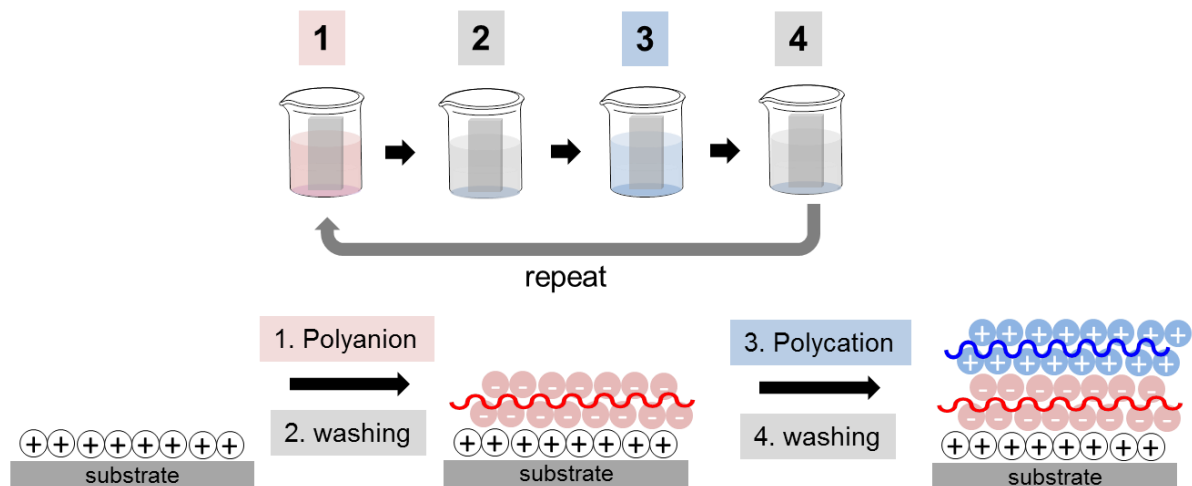 1 2 3 4
repeat
1. Polyanion
2. washing
3. Polycation
4. washing
substrate
substrate
substrate